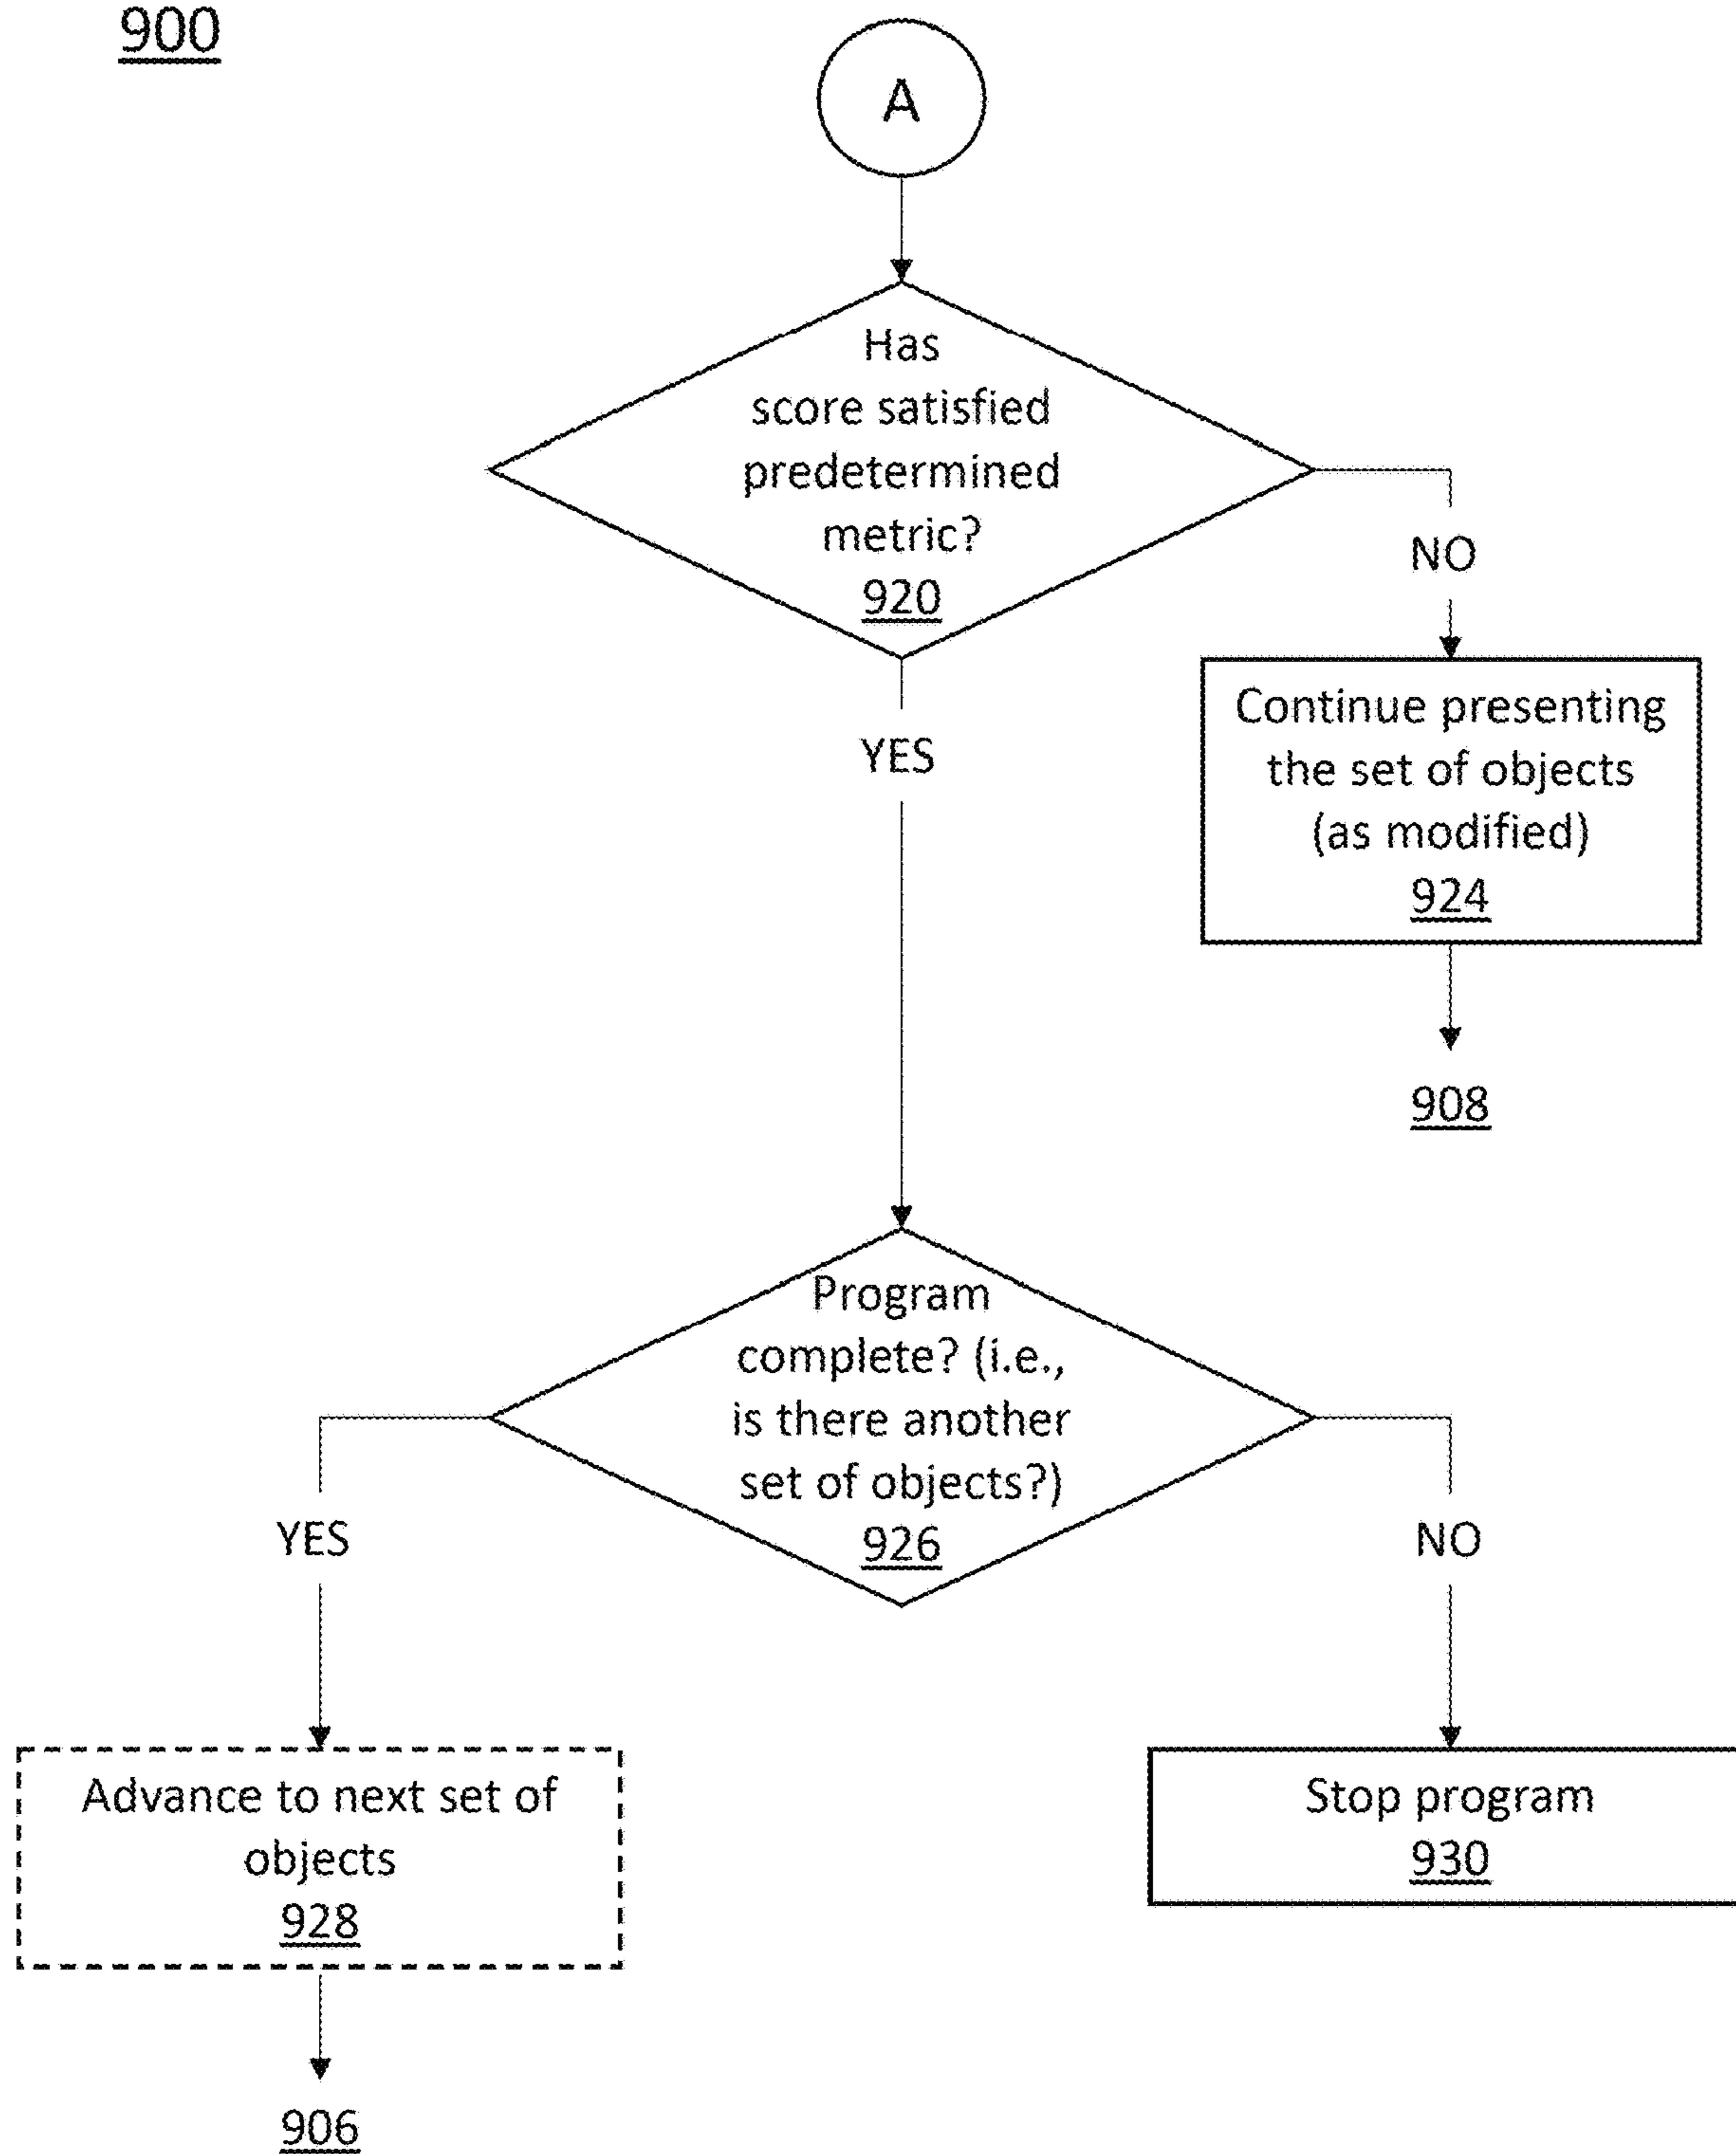 900
A
Has
score satisfied
predetermined
metric?
920
NO
YES
Continue presenting
the set of objects
(as modified)
924
908
Program
complete? (i.e.,
is there another
set of objects?)
926
YES
NO
Advance to next set of
objects
928
Stop program
930
906